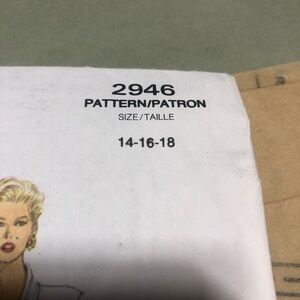 2946
PATTERN/PATRON
SIZE/TAILLE
14-16-18